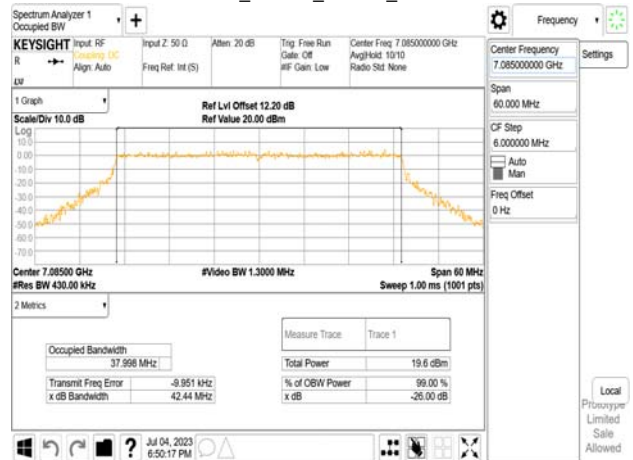 Spectrum Analyzer 1
Occupied BW
Frequency
KEYSIGHT
Input: RF
Coupling: DC
Align: Auto
Input Z: 50 Ω
Freq Ref: Int (S)
Atten: 20 dB
Trig: Free Run
Gate: Off
#IF Gain: Low
Center Freq: 7.085000000 GHz
Avg|Hold: 10/10
Radio Std: None
R
Center Frequency
7.085000000 GHz
Settings
Span
60.000 MHz
CF Step
6.000000 MHz
Auto
Man
Freq Offset
0 Hz
1 Graph
Scale/Div 10.0 dB
Ref Lvl Offset 12.20 dB
Ref Value 20.00 dBm
Log
10.0
0.00
-10.0
-20.0
-30.0
-40.0
-50.0
-60.0
-70.0
Center 7.08500 GHz
#Res BW 430.00 kHz
#Video BW 1.3000 MHz
Span 60 MHz
Sweep 1.00 ms (1001 pts)
2 Metrics
Measure Trace
Trace 1
Occupied Bandwidth
37.998 MHz
Total Power
19.6 dBm
Transmit Freq Error
-9.951 kHz
% of OBW Power
99.00 %
x dB Bandwidth
42.44 MHz
x dB
-26.00 dB
Local
Prototype
Limited
Sale
Allowed
?
Jul 04, 2023
6:50:17 PM